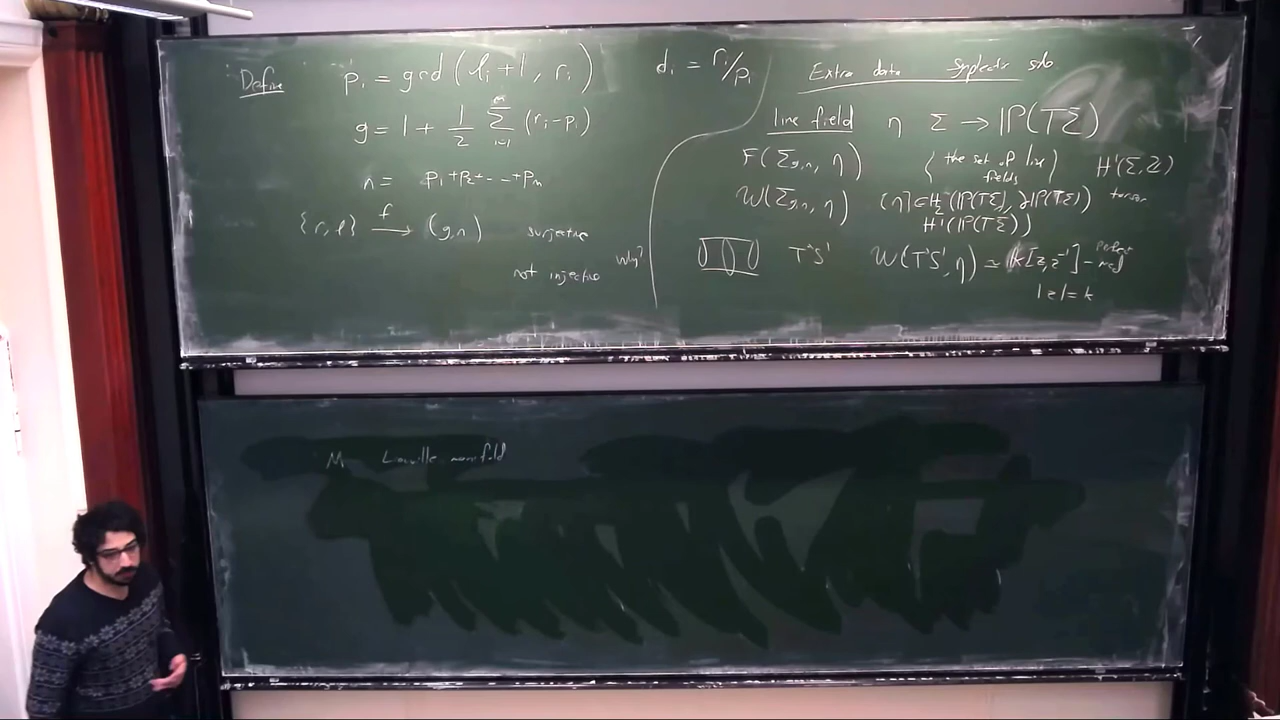 Define p_i = gcd(l_i+1, r_i) d_i = r_i/p_i
g = 1 + 1/2 Σ_{i=1}^{m} (r_i - p_i)
n = p_1+p_2+--+p_m
{r, l} →^f (g,n) surjective
not injective why?
Extra data Symplectic side
line field η Σ → P(TΣ)
F(Σ_{g,n}, η) {the set of line fields} H¹(Σ,Z)
W(Σ_{g,n}, η) torsor
H¹(P(TΣ))
T*S¹ W(T*S¹, η) ≃ k[z,z⁻¹]-
|z|=k
M Liouville manifold